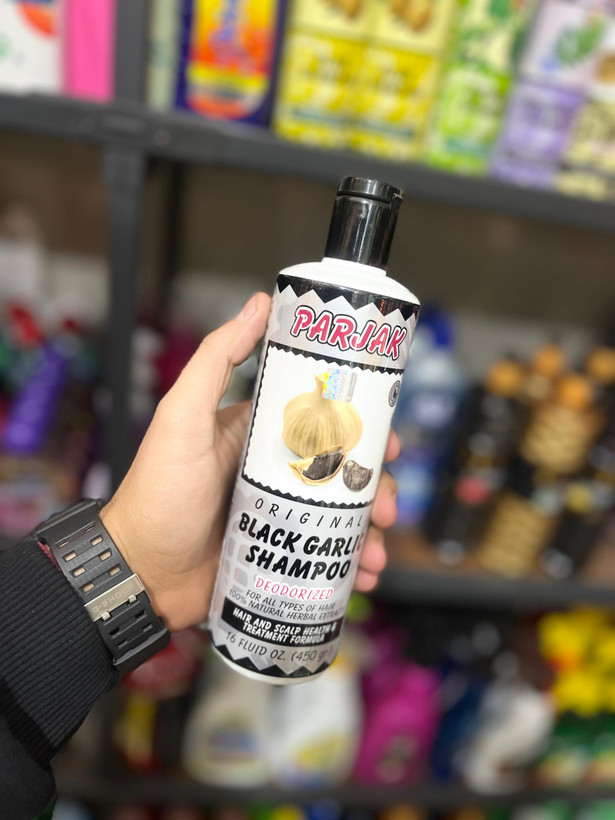 PARJAK
ORIGINAL
BLACK GARLIC
SHAMPOO
DEODORIZED
FOR ALL TYPES OF HAIR
100% NATURAL HERBAL EXTRACT
HAIR AND SCALP HEALTH &
TREATMENT FORMULA
16 FLUID OZ. (450 gr